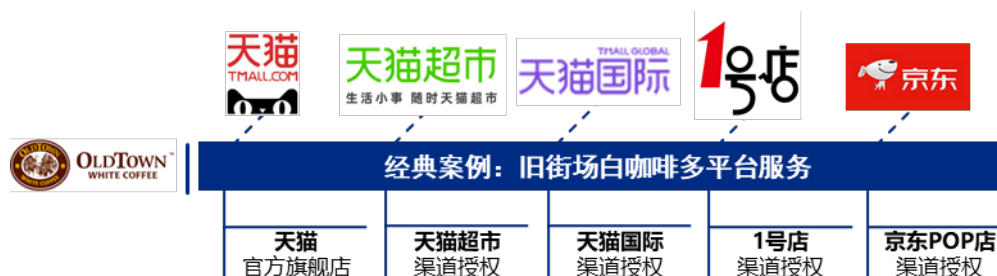 天猫
TMALL.COM
天猫超市
生活小事 随时天猫超市
TMALL GLOBAL
天猫国际
1号店
京东
OLDTOWN™
WHITE COFFEE
经典案例：旧街场白咖啡多平台服务
天猫
官方旗舰店
天猫超市
渠道授权
天猫国际
渠道授权
1号店
渠道授权
京东POP店
渠道授权